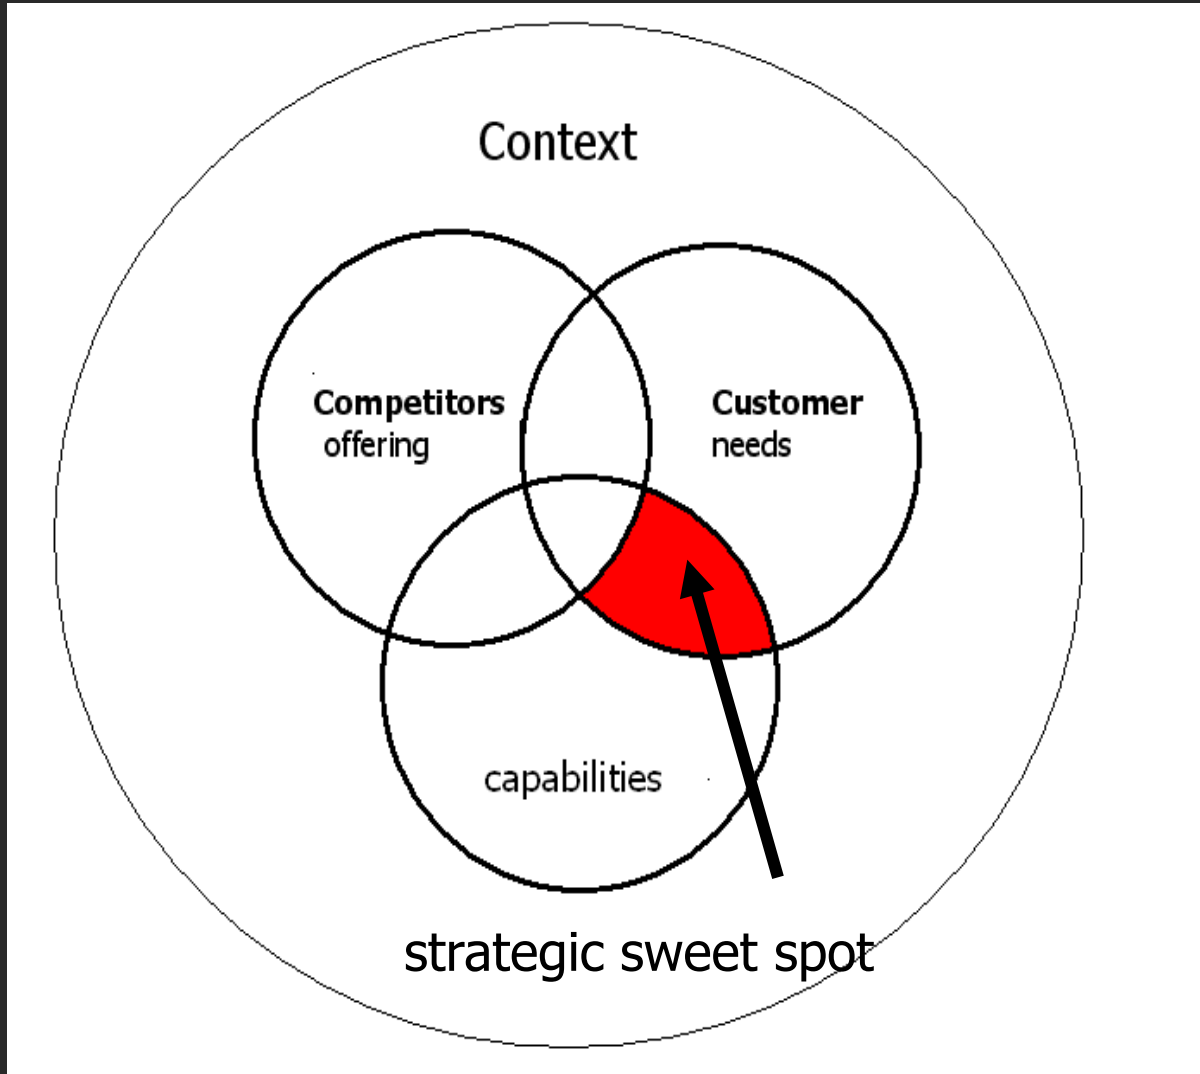 Context
Competitors
offering
Customer
needs
capabilities
strategic sweet spot